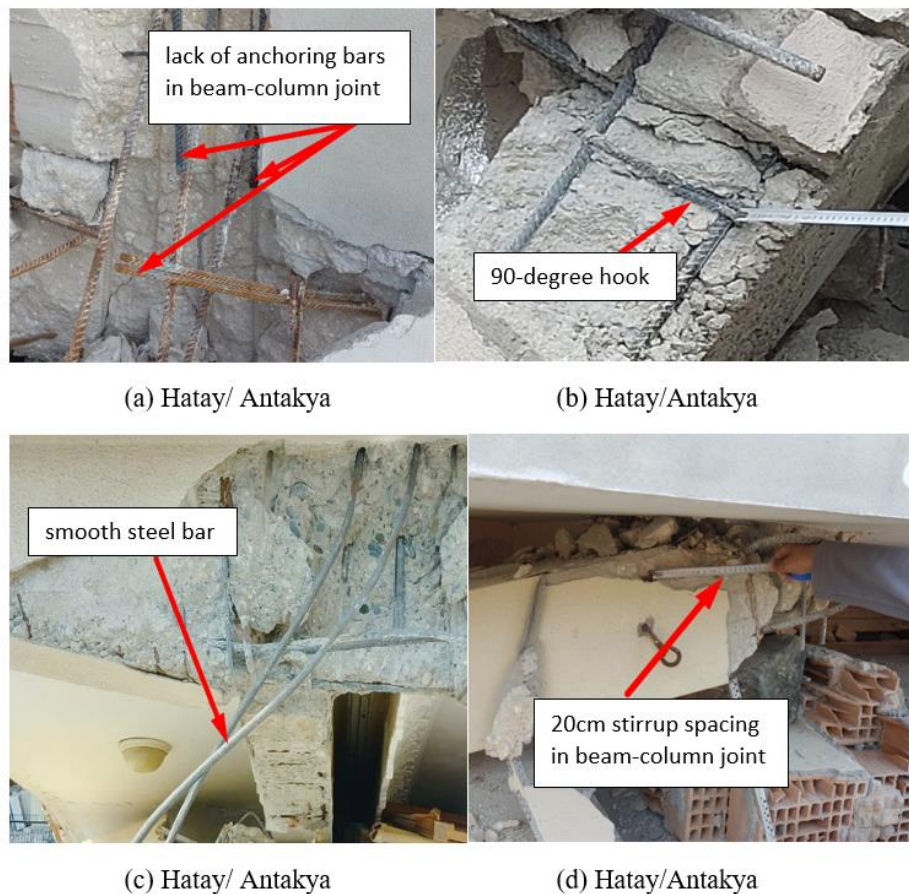 lack of anchoring bars
in beam-column joint
90-degree hook
(a) Hatay/ Antakya
(b) Hatay/Antakya
smooth steel bar
20cm stirrup spacing
in beam-column joint
(c) Hatay/ Antakya
(d) Hatay/Antakya